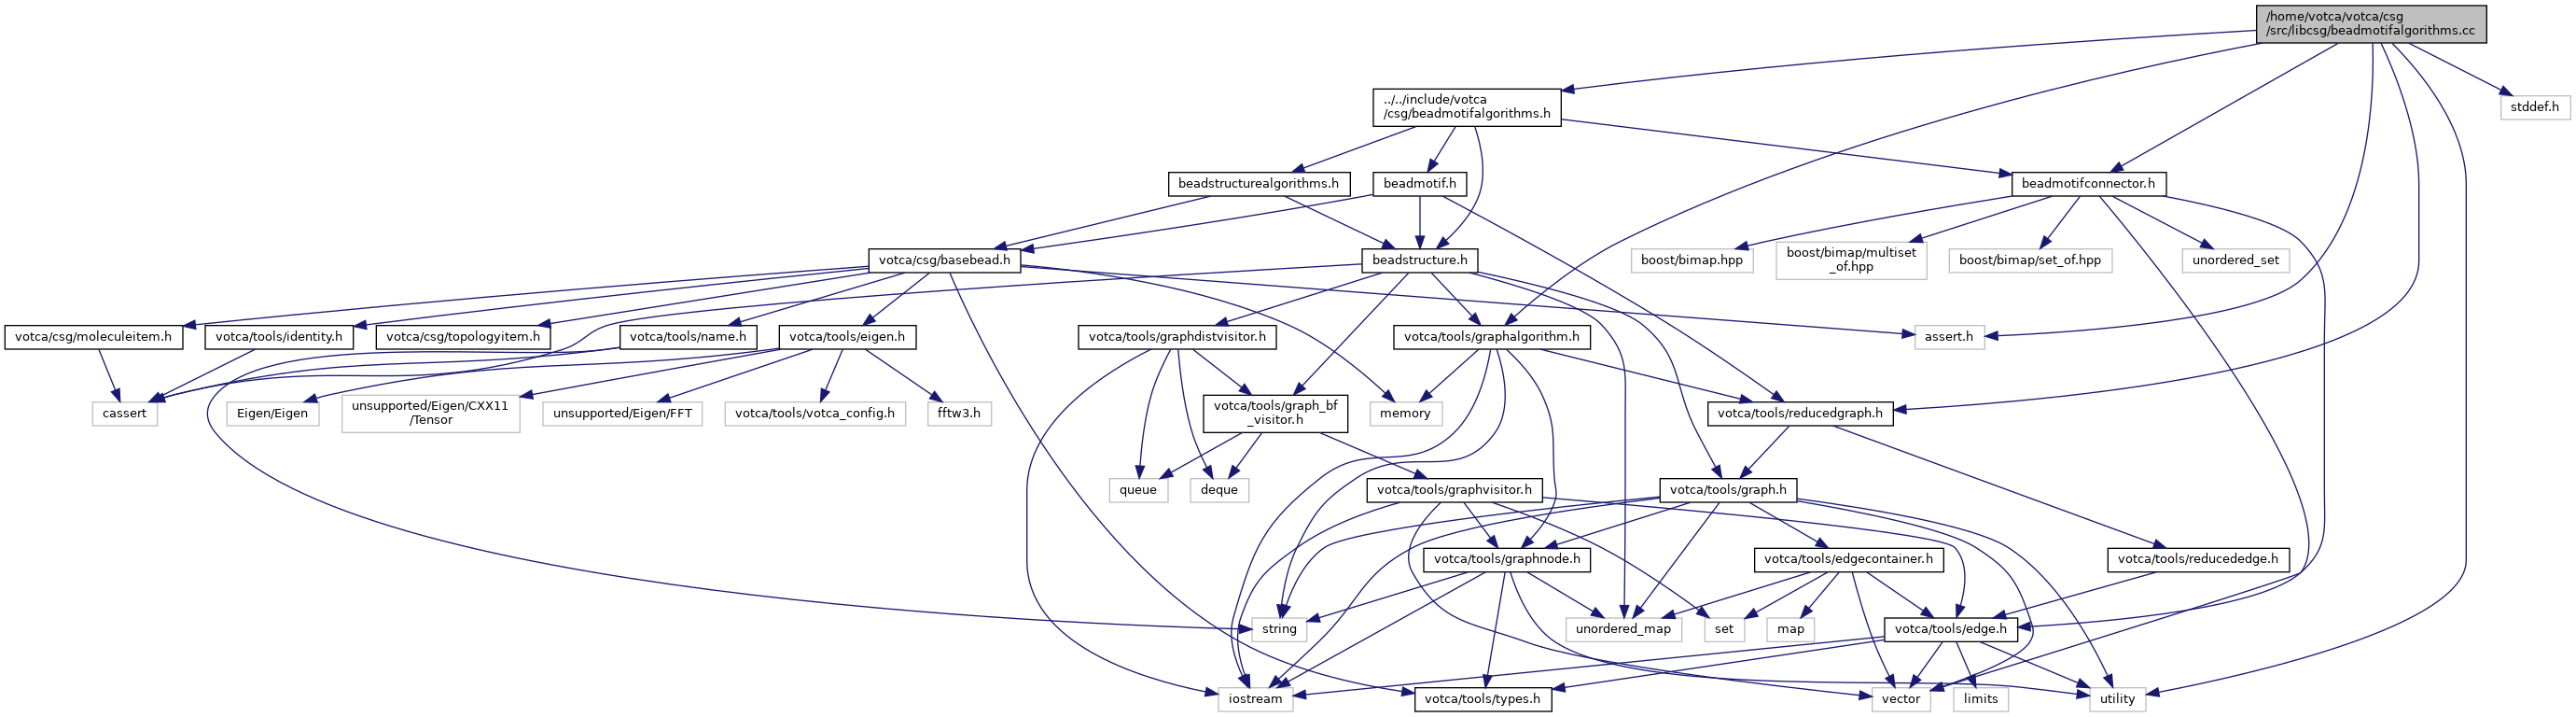 /home/votca/votca/csg
/src/libcsg/beadmotifalgorithms.cc
../../include/votca
/csg/beadmotifalgorithms.h
stddef.h
beadstructurealgorithms.h
beadmotif.h
beadmotifconnector.h
votca/csg/basebead.h
beadstructure.h
boost/bimap.hpp
boost/bimap/multiset
_of.hpp
boost/bimap/set_of.hpp
unordered_set
votca/csg/moleculeitem.h
votca/tools/identity.h
votca/csg/topologyitem.h
votca/tools/name.h
votca/tools/eigen.h
votca/tools/graphdistvisitor.h
votca/tools/graphalgorithm.h
assert.h
cassert
Eigen/Eigen
unsupported/Eigen/CXX11
/Tensor
unsupported/Eigen/FFT
votca/tools/votca_config.h
fftw3.h
votca/tools/graph_bf
_visitor.h
memory
votca/tools/reducedgraph.h
queue
deque
votca/tools/graphvisitor.h
votca/tools/graph.h
votca/tools/graphnode.h
votca/tools/edgecontainer.h
votca/tools/reducededge.h
string
unordered_map
set
map
votca/tools/edge.h
iostream
votca/tools/types.h
vector
limits
utility